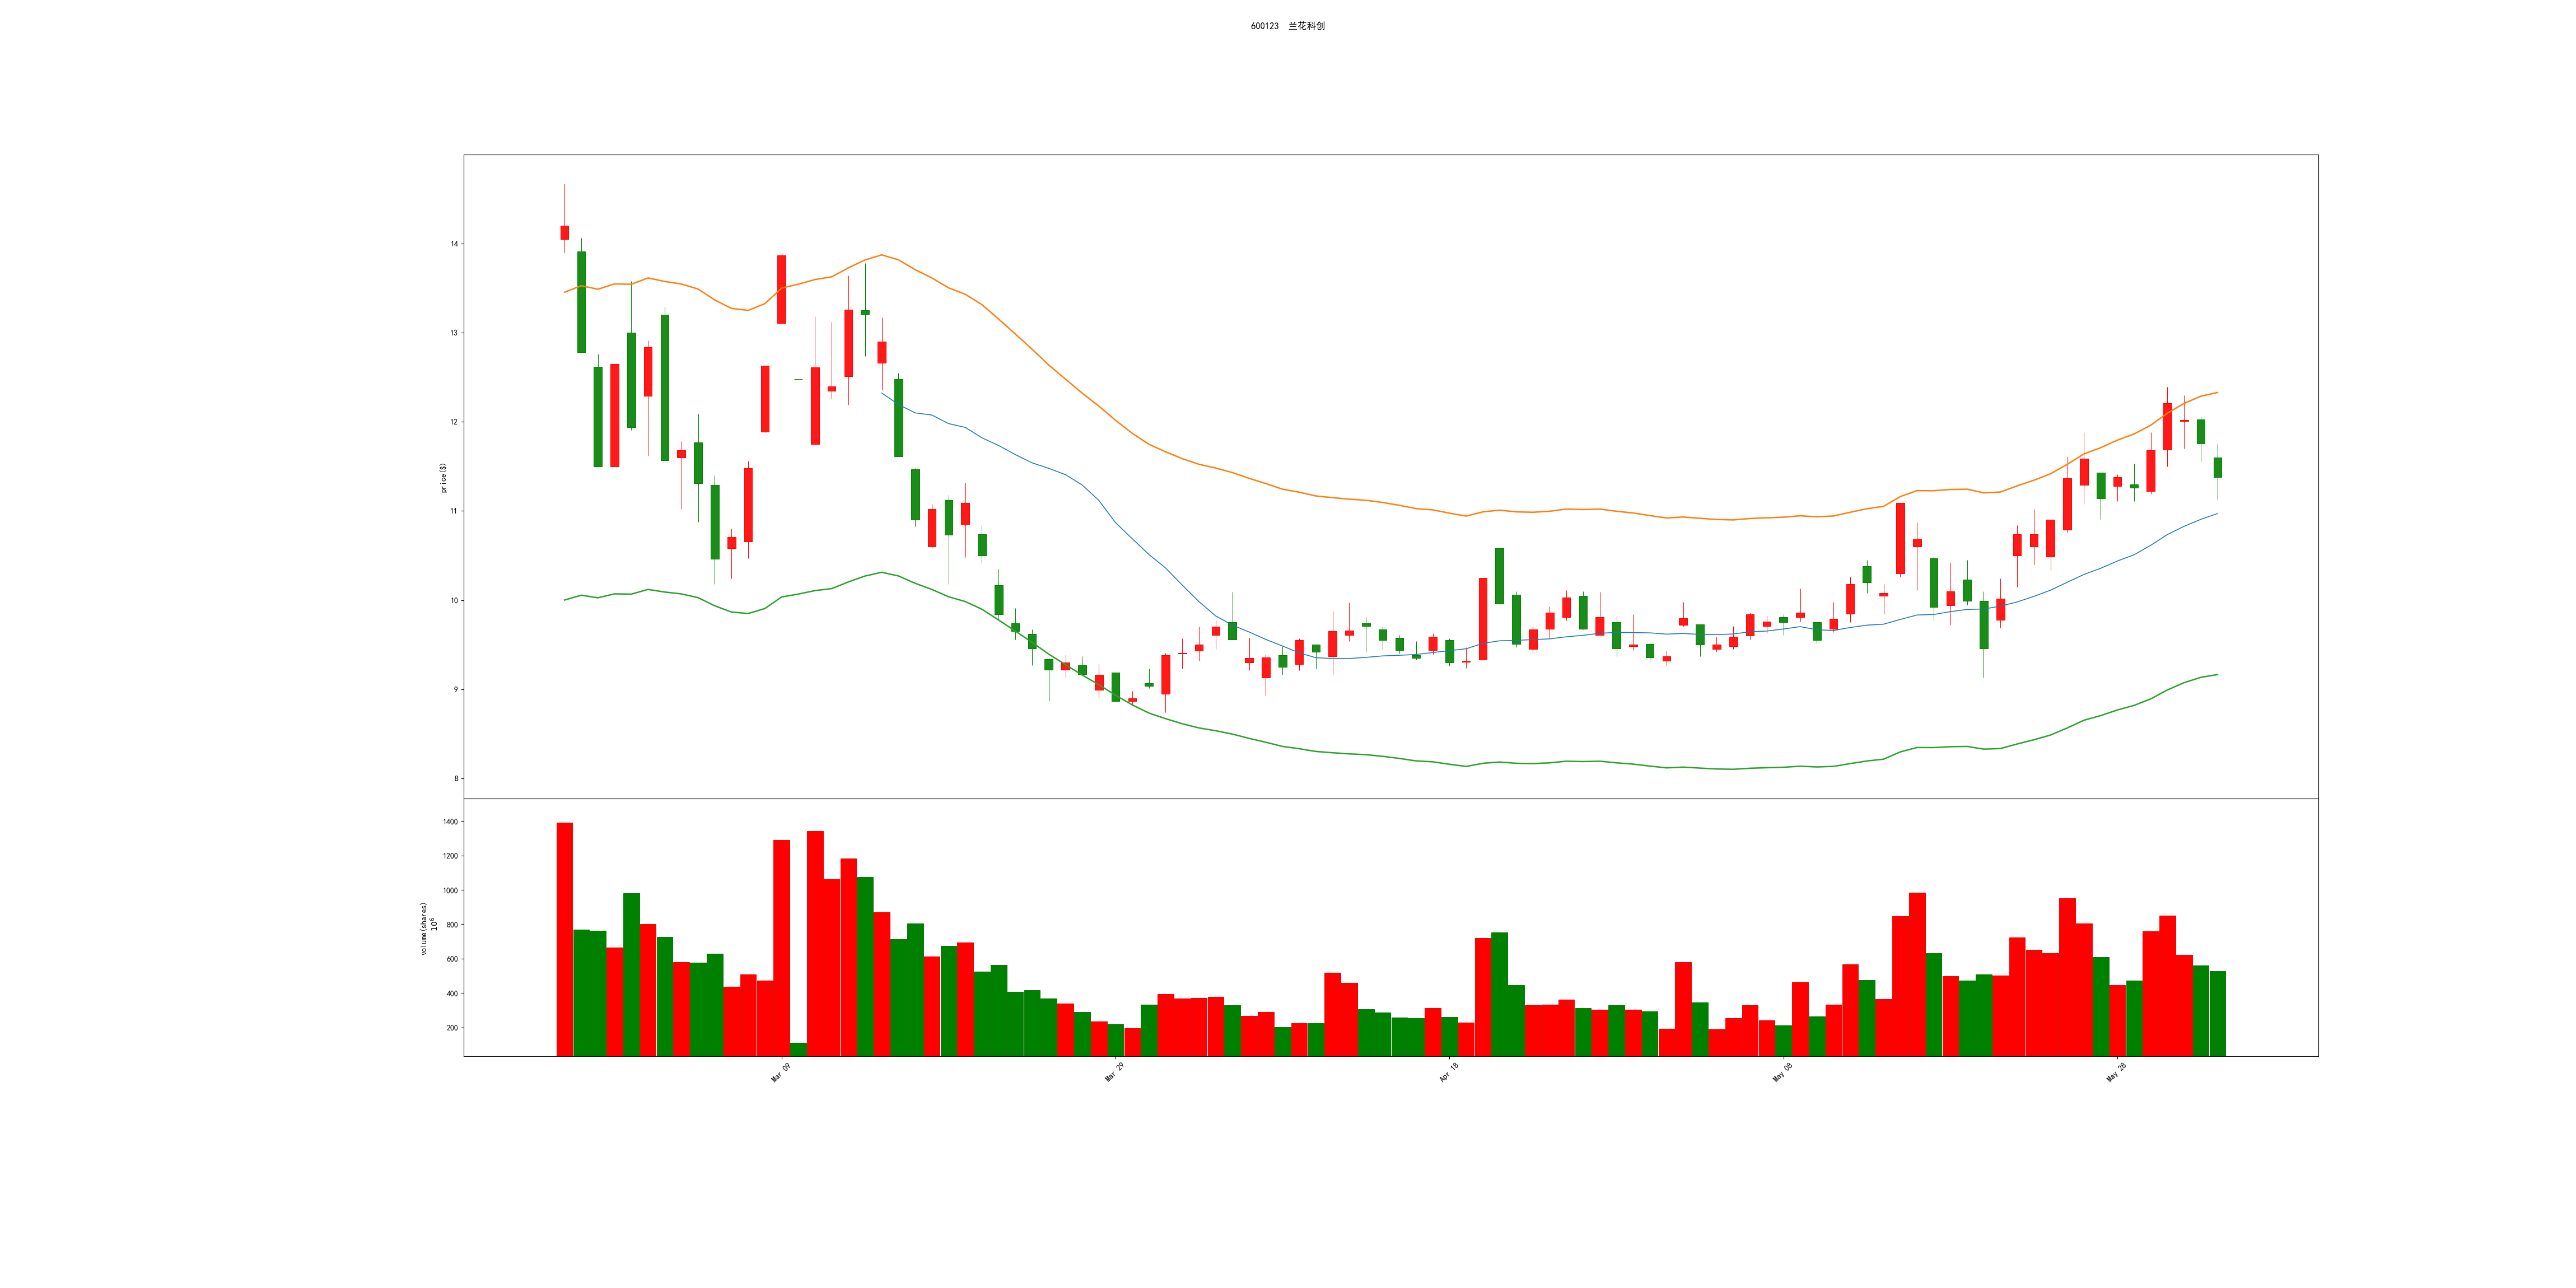 600123 兰花科创
price($)
14
13
12
11
10
9
8
volume(shares)
10^6
1400
1200
1000
800
600
400
200
Mar 09
Mar 29
Apr 18
May 08
May 28